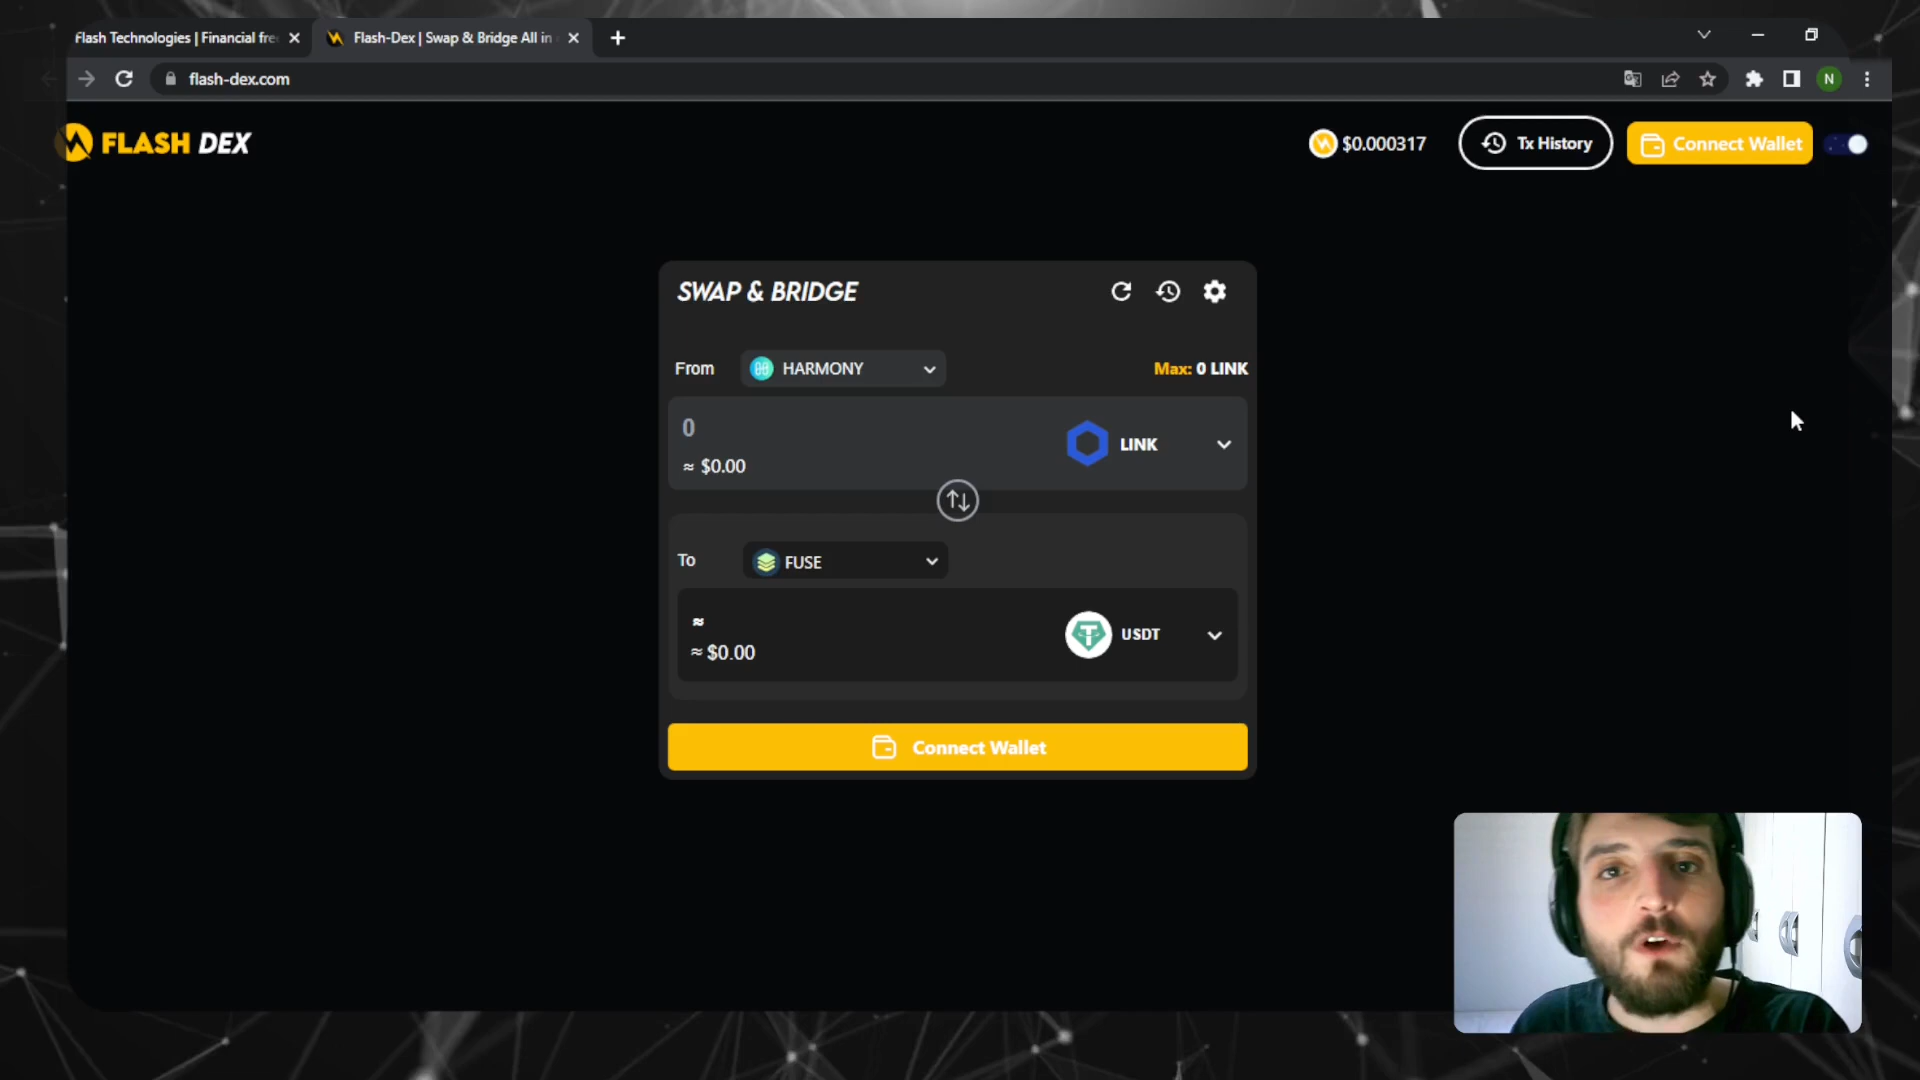 Flash Technologies | Financial fre
Flash-Dex | Swap & Bridge All in
flash-dex.com
N
FLASH DEX
$0.000317
Tx History
Connect Wallet
SWAP & BRIDGE
From
HARMONY
Max: 0 LINK
0
LINK
≈ $0.00
To
FUSE
≈
USDT
≈ $0.00
Connect Wallet